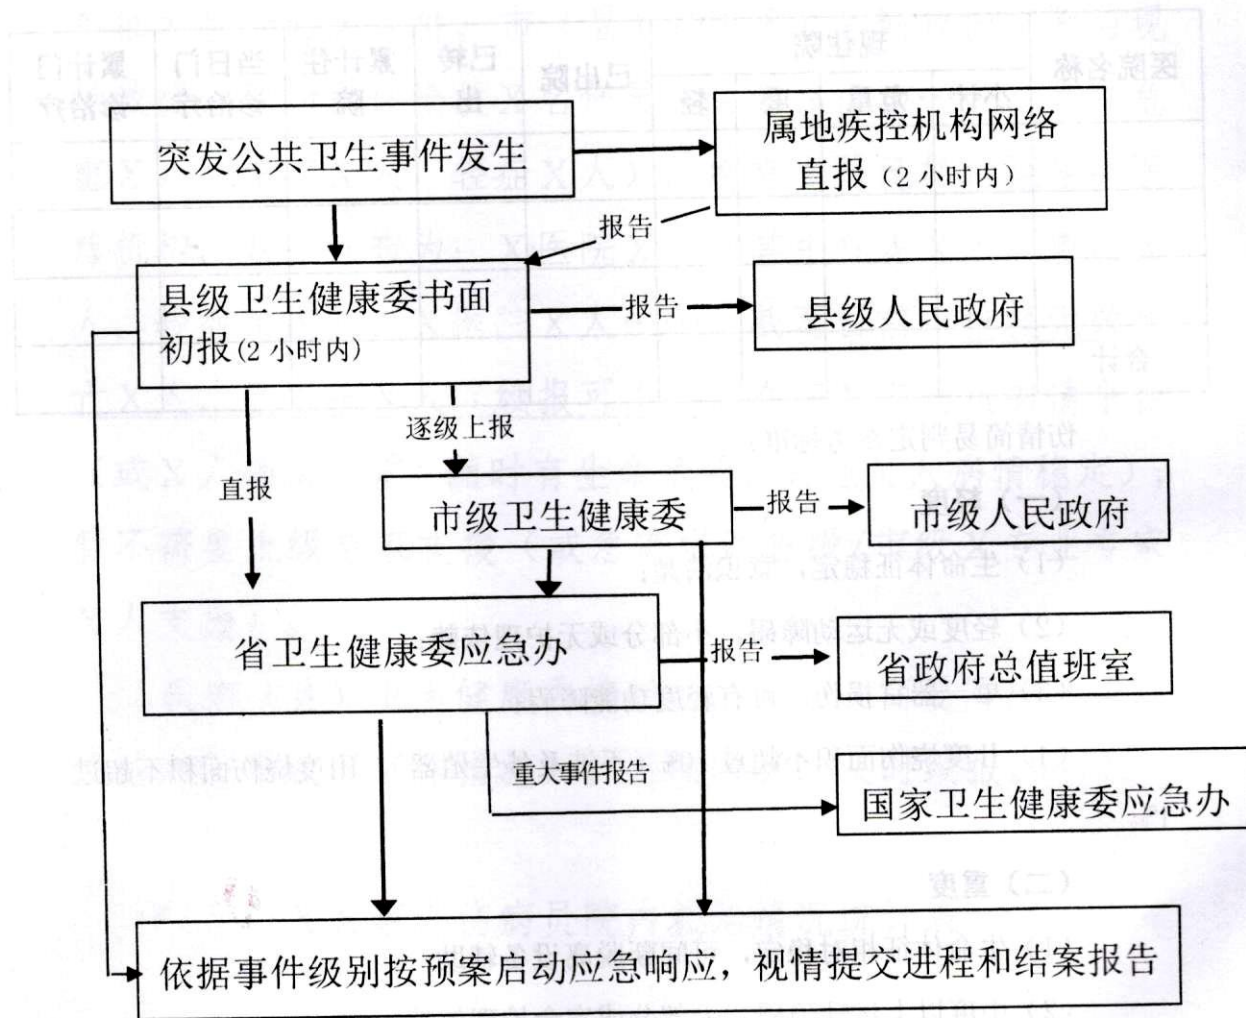 突发公共卫生事件发生
属地疾控机构网络
直报（2 小时内）
报告
县级卫生健康委书面
初报(2 小时内)
报告
县级人民政府
逐级上报
直报
市级卫生健康委
报告
市级人民政府
省卫生健康委应急办
报告
省政府总值班室
重大事件报告
国家卫生健康委应急办
依据事件级别按预案启动应急响应，视情提交进程和结案报告